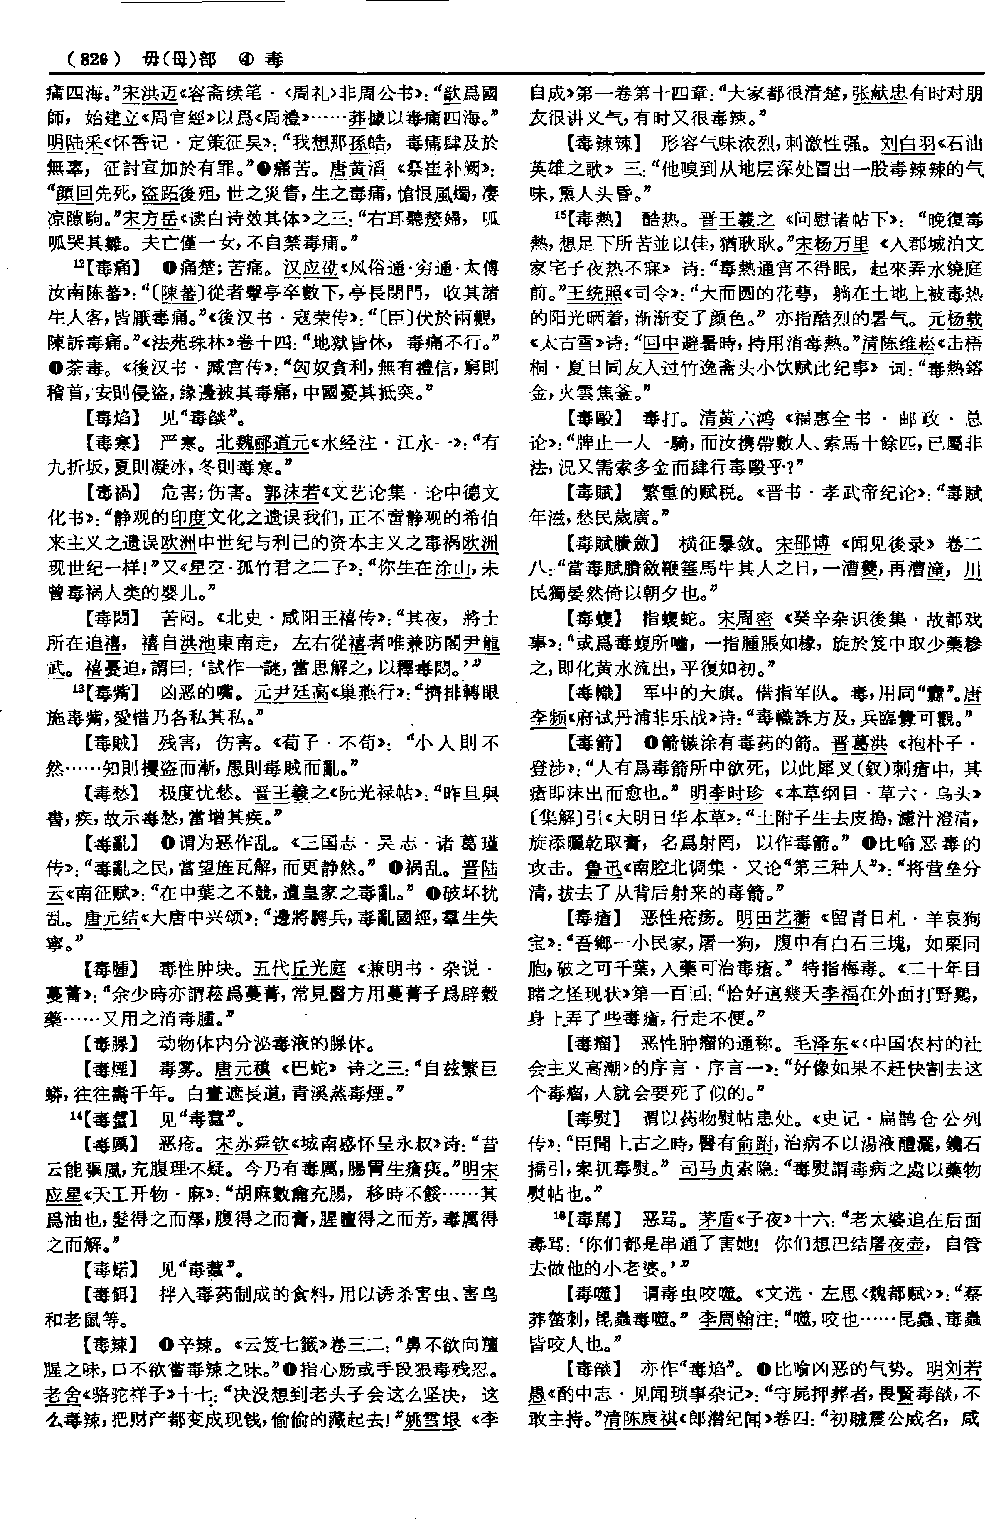 (826) 毋(母)部 ④ 毒
痡四海。”宋洪迈《容斋续笔·〈周礼〉非周公书》：“歆爲國
師，始建立《周官經》以爲《周禮》……莽據以毒痡四海。”
明陆采《怀香记·定策征吴》：“我想那孫皓，毒痡肆及於
無辜，征討宜加於有罪。”❷痛苦。唐黄滔《祭崔补阙》：
“顔回先死，盜跖後殂，世之災眚，生之毒痡，愴恨風燭，凄
凉隙駒。”宋方岳《读白诗效其体》之三：“右耳聽嫠婦，呱
呱哭其雛。夫亡僅一女，不自禁毒痡。”
12【毒痛】 ❶痛楚；苦痛。汉应劭《风俗通·穷通·太傅
汝南陈蕃》：“〔陳蕃〕從者擊亭卒數下，亭長閉門，收其諸
生人客，皆厭毒痛。”《後汉书·寇荣传》：“〔臣〕伏於兩觀，
陳訴毒痛。”《法苑珠林》卷十四：“地獄皆休，毒痛不行。”
❷荼毒。《後汉书·臧宫传》：“匈奴貪利，無有禮信，窮則
稽首，安則侵盜，緣邊被其毒痛，中國憂其抵突。”
【毒焰】 见“毒燄”。
【毒寒】 严寒。北魏郦道元《水经注·江水一》：“有
九折坂，夏則凝冰，冬則毒寒。”
【毒祸】 危害；伤害。郭沫若《文艺论集·论中德文
化书》：“静观的印度文化之遗误我们，正不啻静观的希伯
来主义之遗误欧洲中世纪与利己的资本主义之毒祸欧洲
现世纪一样！”又《星空·孤竹君之二子》：“你生在涂山，未
曾毒祸人类的婴儿。”
【毒悶】 苦闷。《北史·咸阳王禧传》：“其夜，將士
所在追禧，禧自洪池東南走，左右從禧者唯兼防閤尹龍
武。禧憂迫，謂曰：‘試作一謎，當思解之，以釋毒悶。’”
13【毒觜】 凶恶的嘴。元尹廷高《巢燕行》：“擠排轉眼
施毒觜，愛惜乃各私其私。”
【毒贼】 残害，伤害。《荀子·不苟》：“小人則不
然……知則攫盜而漸，愚則毒賊而亂。”
【毒愁】 极度忧愁。晋王羲之《阮光禄帖》：“昨旦與
書，疾，故示毒愁，當增其疾。”
【毒亂】 ❶谓为恶作乱。《三国志·吴志·诸葛瑾
传》：“毒亂之民，當望旌瓦解，而更静然。”❷祸乱。晋陆
云《南征赋》：“在中葉之不競，遭皇家之毒亂。”❸破坏扰
乱。唐元结《大唐中兴颂》：“邊將騁兵，毒亂國經，羣生失
寧。”
【毒腫】 毒性肿块。五代丘光庭《兼明书·杂说·
蔓菁》：“余少時亦謂菘爲蔓菁，常見醫方用蔓菁子爲辟穀
藥……又用之消毒腫。”
【毒腺】 动物体内分泌毒液的腺体。
【毒煙】 毒雾。唐元稹《巴蛇》诗之三：“自兹繁巨
蟒，往往壽千年。白晝遮長道，青溪蒸毒煙。”
14【毒蠚】 见“毒蠚”。
【毒厲】 恶疮。宋苏舜钦《城南感怀呈永叔》诗：“昔
云能驅風，充腹理不疑。今乃有毒厲，腸胃生瘡痍。”明宋
应星《天工开物·麻》：“胡麻數龠充腸，移時不餒……其
爲油也，髮得之而澤，腹得之而膏，腥膻得之而芳，毒厲得
之而解。”
【毒蠚】 见“毒蠚”。
【毒饵】 拌入毒药制成的食料，用以诱杀害虫、害鸟
和老鼠等。
【毒辣】 ❶辛辣。《云笈七籤》卷三二：“鼻不欲向羶
腥之味，口不欲嘗毒辣之味。”❷指心肠或手段狠毒残忍。
老舍《骆驼祥子》十七：“决没想到老头子会这么坚决，这
么毒辣，把财产都变成现钱，偷偷的藏起去！”姚雪垠《李
自成》第一卷第十四章：“大家都很清楚，张献忠有时对朋
友很讲义气，有时又很毒辣。”
【毒辣辣】 形容气味浓烈，刺激性强。刘白羽《石油
英雄之歌》三：“他嗅到从地层深处冒出一股毒辣辣的气
味，熏人头昏。”
15【毒熱】 酷热。晋王羲之《问慰诸帖下》：“晚復毒
熱，想足下所苦並以佳，猶耿耿。”宋杨万里《入郡城泊文
家宅子夜热不寐》诗：“毒熱通宵不得眠，起來弄水繞庭
前。”王统照《司令》：“大而圆的花萼，躺在土地上被毒热
的阳光晒着，渐渐变了颜色。”亦指酷烈的暑气。元杨载
《太古雪》诗：“回中避暑時，持用消毒熱。”清陈维崧《击梧
桐·夏日同友人过竹逸斋头小饮赋此纪事》词：“毒熱鎔
金，火雲焦釜。”
【毒毆】 毒打。清黄六鸿《福惠全书·邮政·总
论》：“牌止一人一騎，而汝携帶數人、索馬十餘匹，已屬非
法，況又需索多金而肆行毒毆乎？”
【毒賦】 繁重的赋税。《晋书·孝武帝纪论》：“毒賦
年滋，愁民歲廣。”
【毒賦賸斂】 横征暴敛。宋邵博《闻见後录》卷二
八：“當毒賦賸斂鞭箠馬牛其人之日，一漕夔，再漕潼，川
民獨晏然倚以朝夕也。”
【毒蝮】 指蝮蛇。宋周密《癸辛杂识後集·故都戏
事》：“或爲毒蝮所嚙，一指腫脹如椽，旋於笈中取少藥糝
之，即化黄水流出，平復如初。”
【毒幟】 军中的大旗。借指军队。毒，用同“纛”。唐
李频《府试丹浦非乐战》诗：“毒幟誅方及，兵臨釁可觀。”
【毒箭】 ❶箭镞涂有毒药的箭。晋葛洪《抱朴子·
登涉》：“人有爲毒箭所中欲死，以此犀叉(釵)刺瘡中，其
瘡即沫出而愈也。”明李时珍《本草纲目·草六·乌头》
〔集解〕引《大明日华本草》：“土附子生去皮搗，濾汁澄清，
旋添曬乾取膏，名爲射罔，以作毒箭。”❷比喻恶毒的
攻击。鲁迅《南腔北调集·又论“第三种人”》：“将营垒分
清，拔去了从背后射来的毒箭。”
【毒瘡】 恶性疮疡。明田艺蘅《留青日札·羊哀狗
宝》：“吾鄉一小民家，屠一狗，腹中有白石三塊，如栗同
胞，破之可千葉，入藥可治毒瘡。”特指梅毒。《二十年目
睹之怪现状》第一百回：“恰好這幾天李福在外面打野鷄，
身上弄了些毒瘡，行走不便。”
【毒瘤】 恶性肿瘤的通称。毛泽东《〈中国农村的社
会主义高潮〉的序言·序言一》：“好像如果不赶快割去这
个毒瘤，人就会要死了似的。”
【毒熨】 谓以药物熨帖患处。《史记·扁鹊仓公列
传》：“臣聞上古之時，醫有俞跗，治病不以湯液醴灑，鑱石
撟引，案扤毒熨。”司马贞索隐：“毒熨謂毒病之處以藥物
熨帖也。”
16【毒罵】 恶骂。茅盾《子夜》十六：“老太婆追在后面
毒骂：‘你们都是串通了害她！你们想巴结屠夜壶，自管
去做他的小老婆。’”
【毒噬】 谓毒虫咬噬。《文选·左思〈魏都赋〉》：“蔡
莽螫刺，昆蟲毒噬。”李周翰注：“噬，咬也……昆蟲、毒蟲
皆咬人也。”
【毒燄】 亦作“毒焰”。❶比喻凶恶的气势。明刘若
愚《酌中志·见闻琐事杂记》：“守屍押葬者，畏賢毒燄，不
敢主持。”清陈康祺《郎潜纪闻》卷四：“初賊震公威名，咸